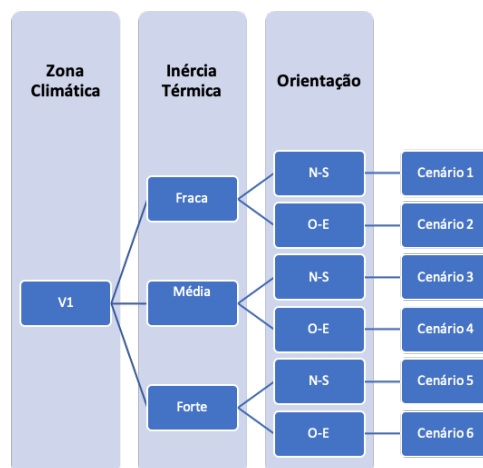 Zona
Climática
Inércia
Térmica
Orientação
V1
Fraca
Média
Forte
N-S
O-E
N-S
O-E
N-S
O-E
Cenário 1
Cenário 2
Cenário 3
Cenário 4
Cenário 5
Cenário 6